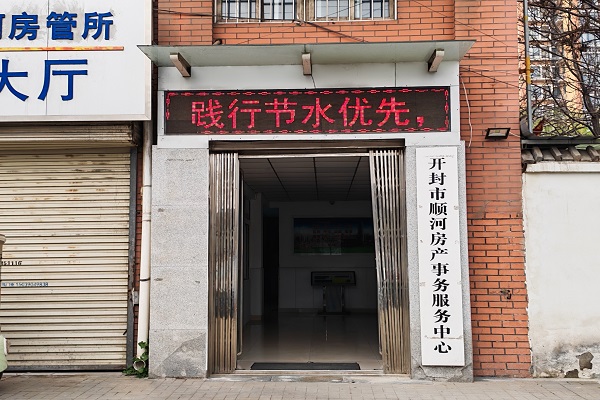 河房管所
大厅
践行节水优先，
开封市顺河房产事务服务中心